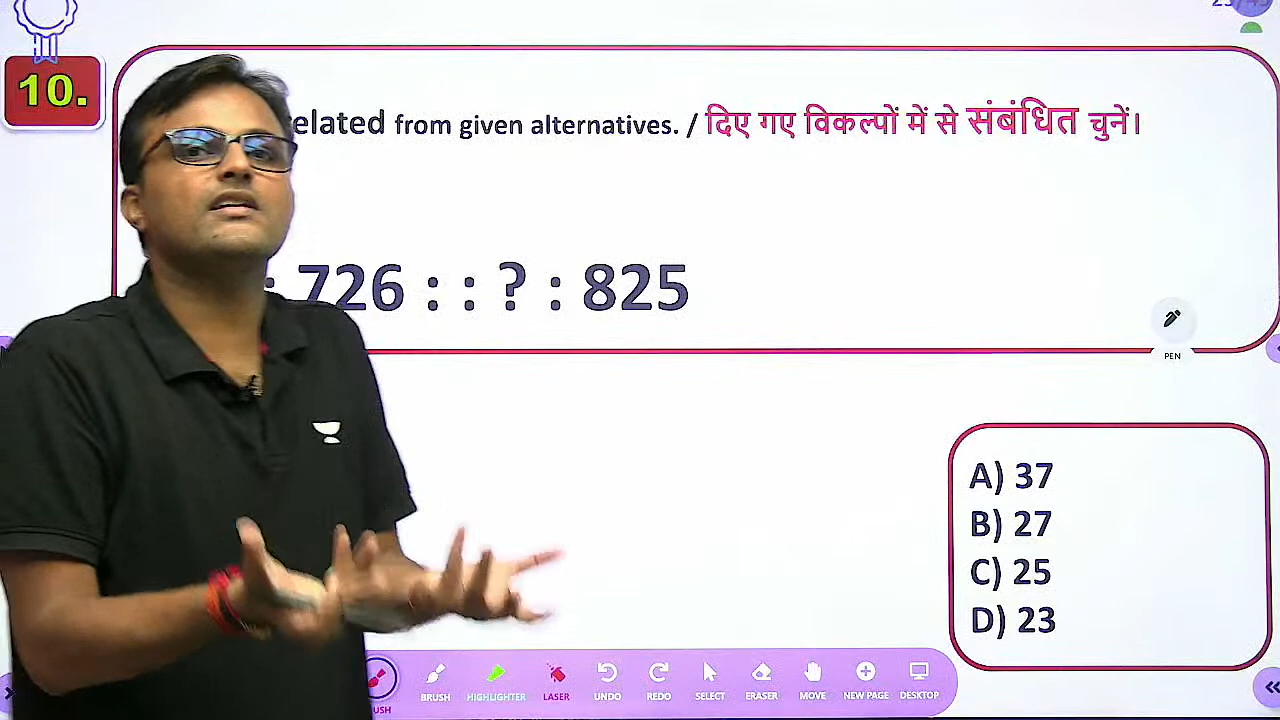 10.
elated from given alternatives. / दिए गए विकल्पों में से संबंधित चुनें।
: 726 : : ? : 825
PEN
A) 37
B) 27
C) 25
D) 23
BRUSH HIGHLIGHTER LASER UNDO REDO SELECT ERASER MOVE NEW PAGE DESKTOP